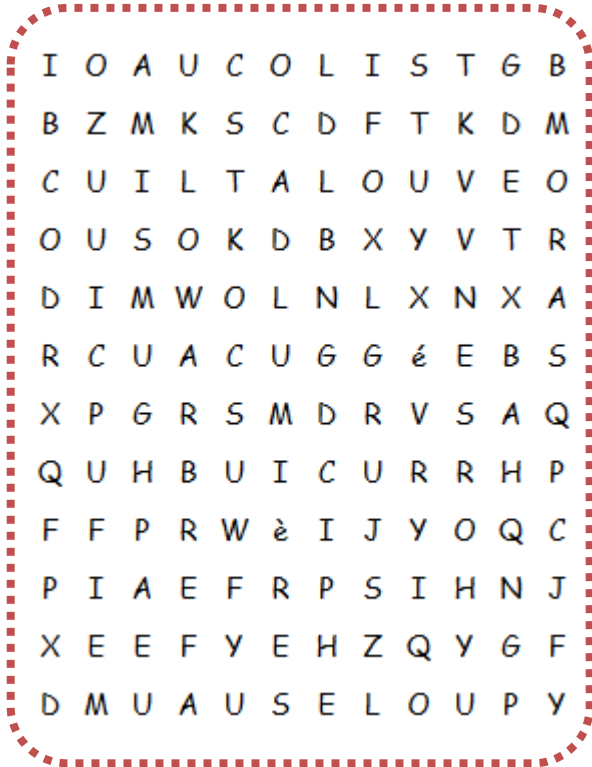 I O A U C O L I S T G B
B Z M K S C D F T K D M
C U I L T A L O U V E O
O U S O K D B X Y V T R
D I M W O L N L X N X A
R C U A C U G G é E B S
X P G R S M D R V S A Q
Q U H B U I C U R R H P
F F P R W è I J Y O Q C
P I A E F R P S I H N J
X E E F Y E H Z Q Y G F
D M U A U S E L O U P Y